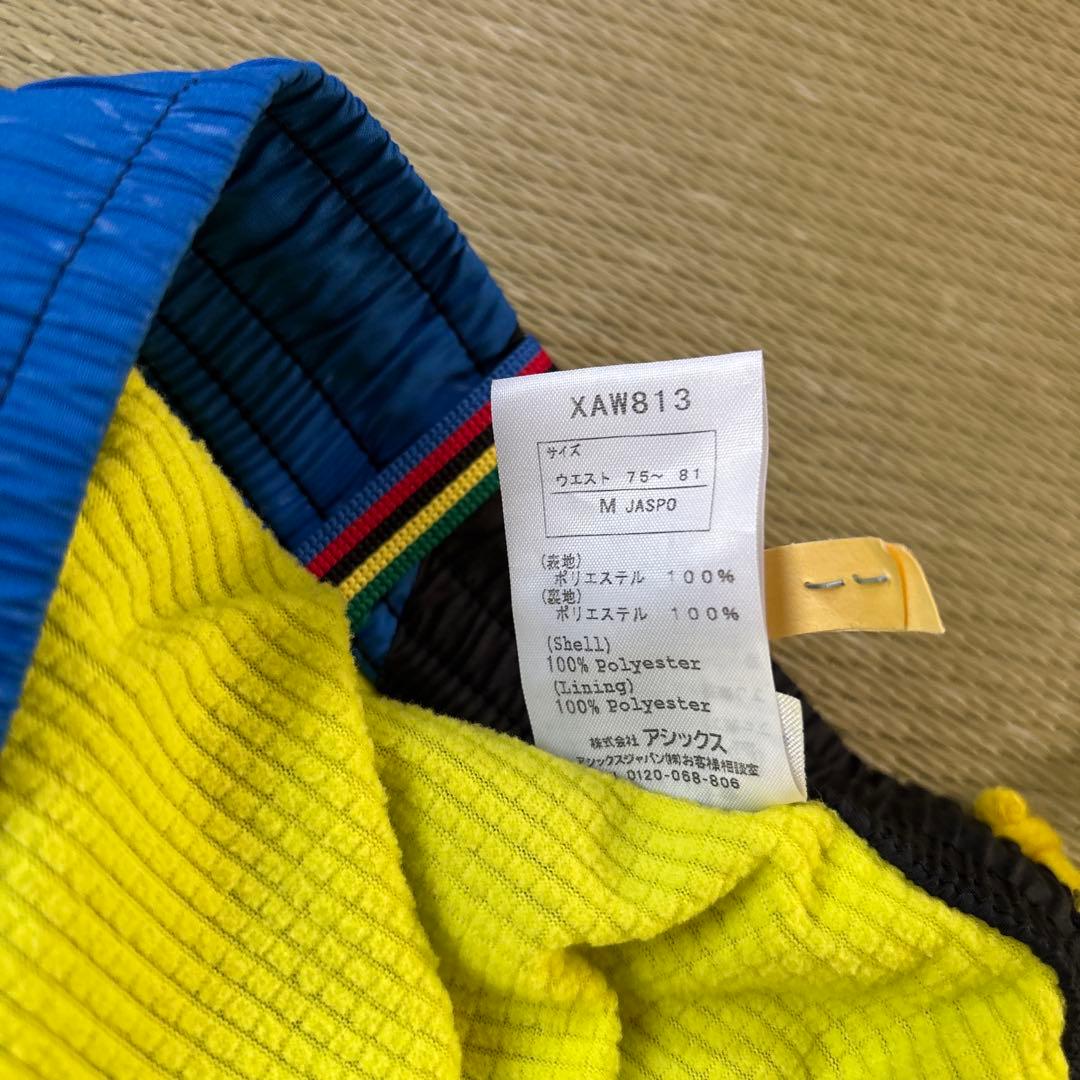 XAW813
サイズ
ウエスト 75~ 81
M JASPO
(表地)
ポリエステル 100%
(裏地)
ポリエステル 100%
(Shell)
100% Polyester
(Lining)
100% Polyester
株式会社 アシックス
アシックスジャパン(株)お客様相談室
0120-068-806